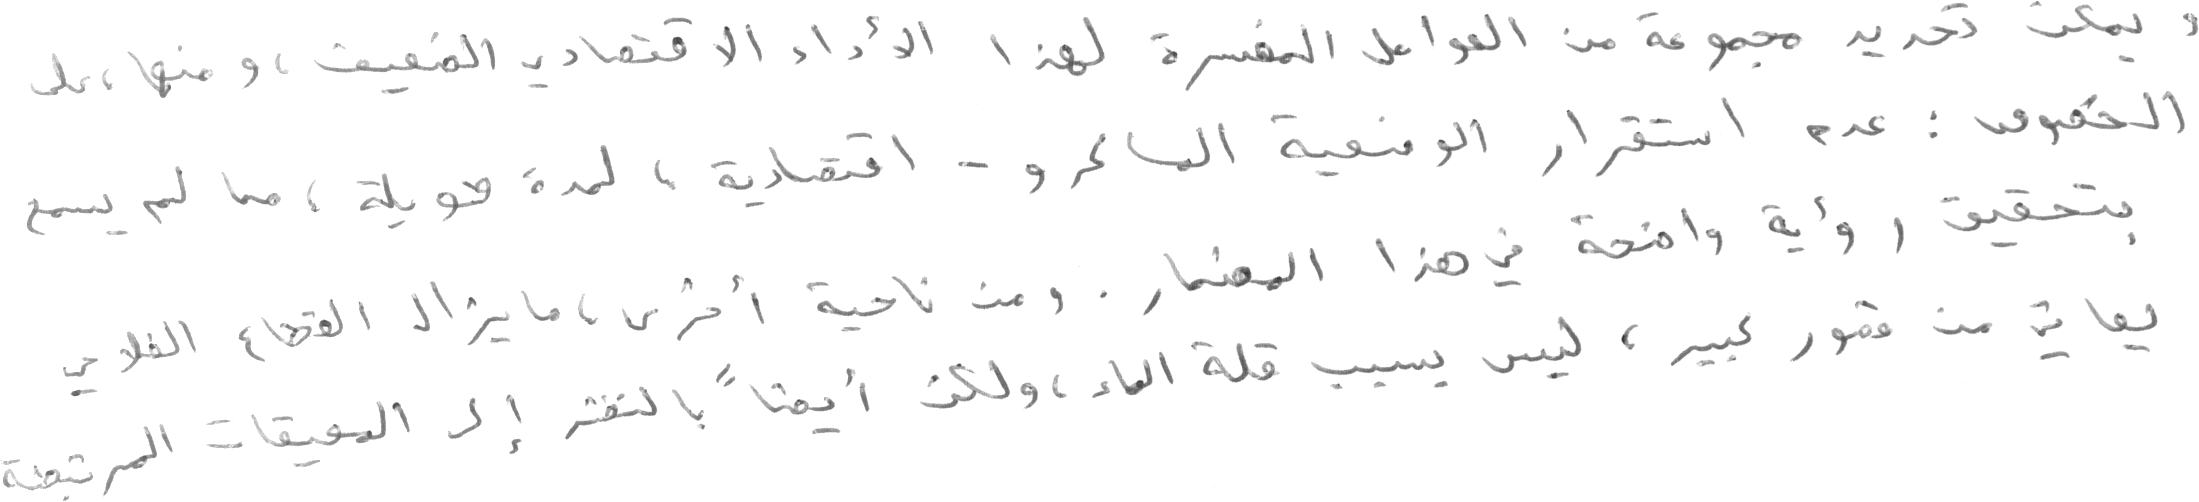 و يمكن تحديد مجموعة من العوامل المفسرة لهذا الأداء الاقتصادي الضعيف، ومنها، على
الخصوص: عدم استقرار الوضعية الماكرو - اقتصادية، لمدة طويلة، مما لم يسمح
بتحقيق رؤية واضحة في هذا المضمار. ومن ناحية أخرى، ما يزال القطاع الفلاحي
يعاني من قصور كبير، ليس بسبب قلة الماء، ولكن أيضاً بالنظر إلى المعيقات المرتبطة